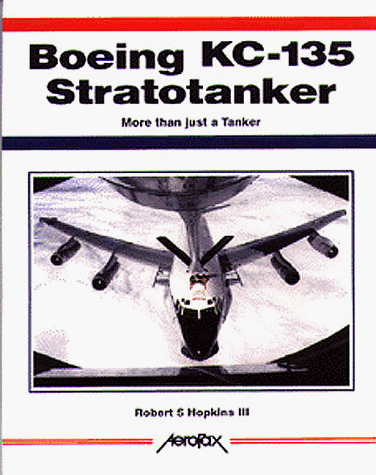 Boeing KC-135
Stratotanker
More than just a Tanker
Robert S Hopkins III
AeroFax